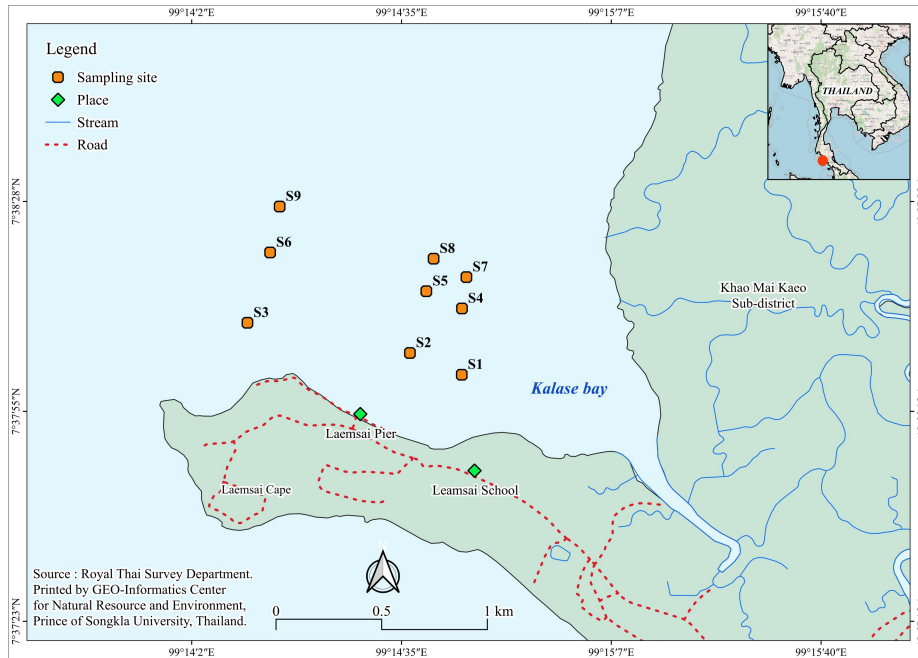 99°14'2"E
99°14'35"E
99°15'7"E
99°15'40"E
Legend
Sampling site
Place
Stream
Road
THAILAND
7°38'28"N
7°37'55"N
7°37'23"N
S9
S6
S3
S8
S7
S5
S4
S2
S1
Khao Mai Kaeo
Sub-district
Kalase bay
Laemsai Pier
Leamsai School
Laemsai Cape
N
Source : Royal Thai Survey Department.
Printed by GEO-Informatics Center
for Natural Resource and Environment,
Prince of Songkla University, Thailand.
0 0.5 1 km
99°14'2"E
99°14'35"E
99°15'7"E
99°15'40"E